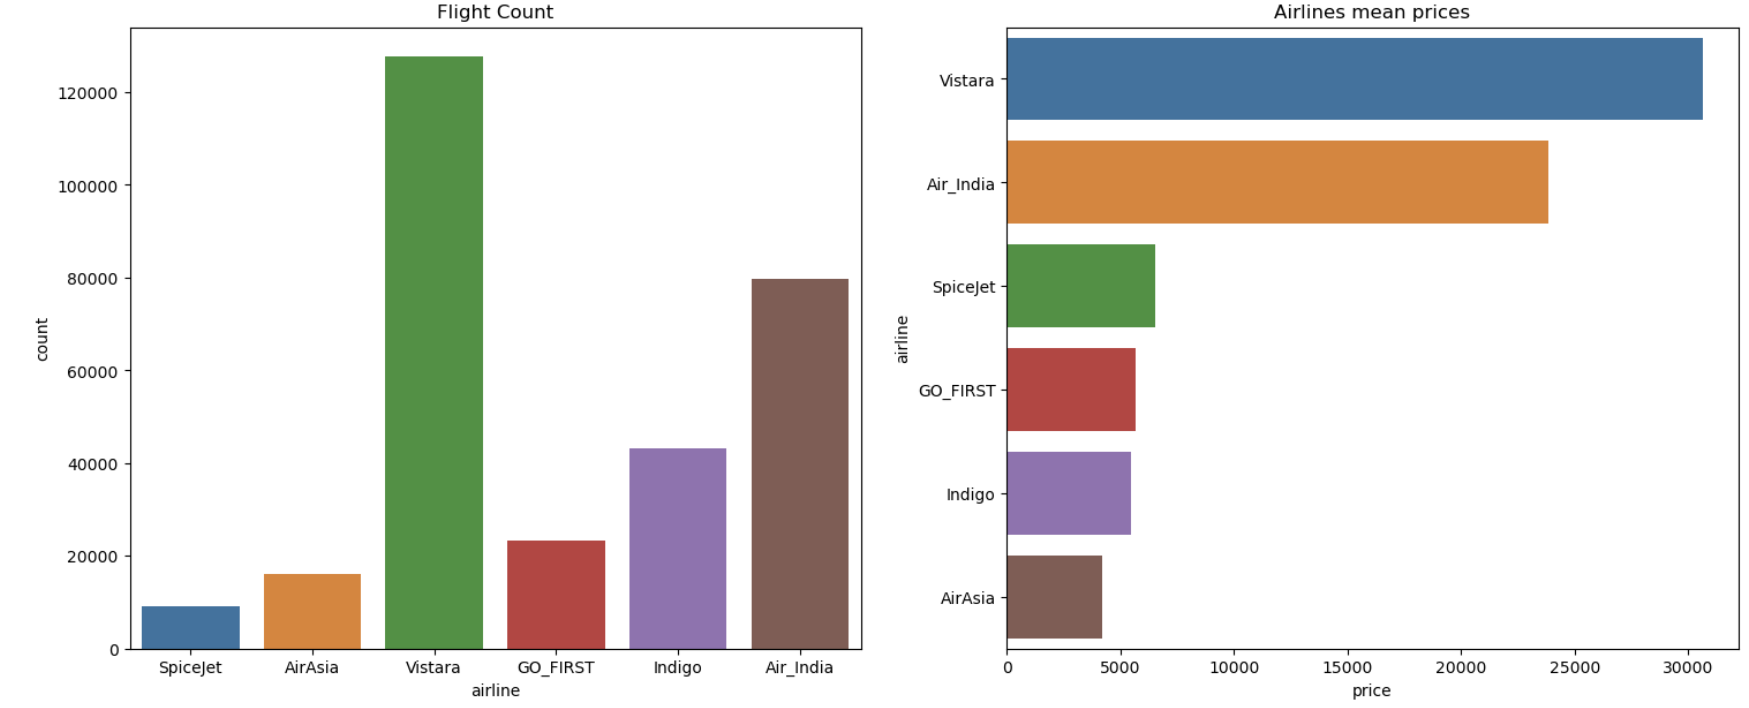 Flight Count
120000
100000
80000
60000
40000
20000
0
count
SpiceJet
AirAsia
Vistara
GO_FIRST
Indigo
Air_India
airline
Airlines mean prices
Vistara
Air_India
SpiceJet
GO_FIRST
Indigo
AirAsia
airline
0
5000
10000
15000
20000
25000
30000
price